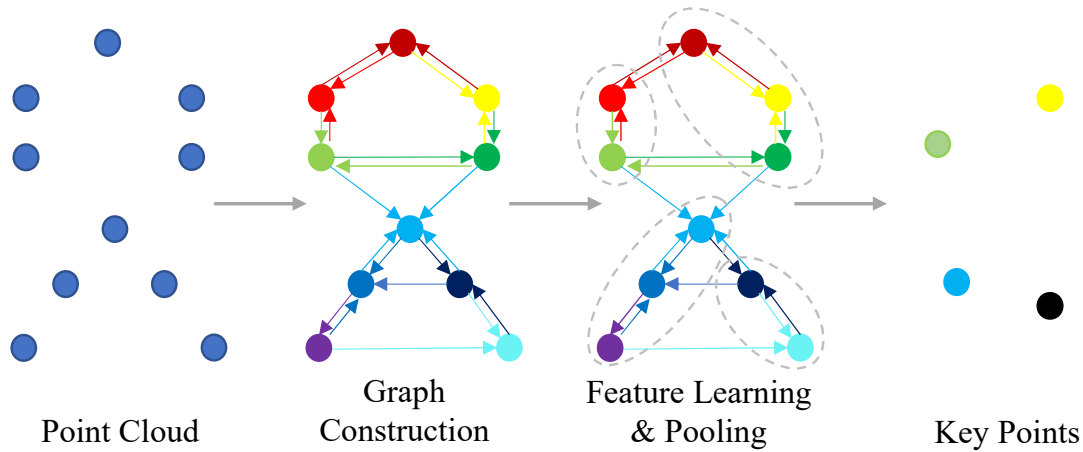 Point Cloud
Graph
Construction
Feature Learning
& Pooling
Key Points